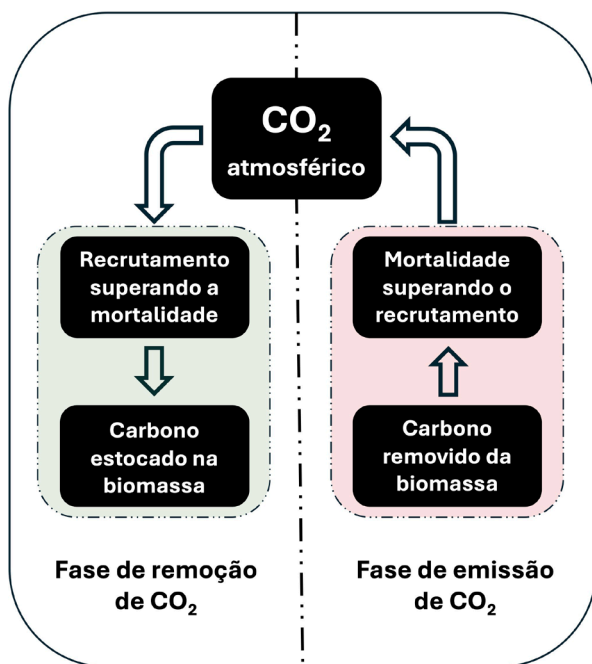 CO₂
atmosférico
Recrutamento
superando a
mortalidade
Carbono
estocado na
biomassa
Fase de remoção
de CO₂
Mortalidade
superando o
recrutamento
Carbono
removido da
biomassa
Fase de emissão
de CO₂